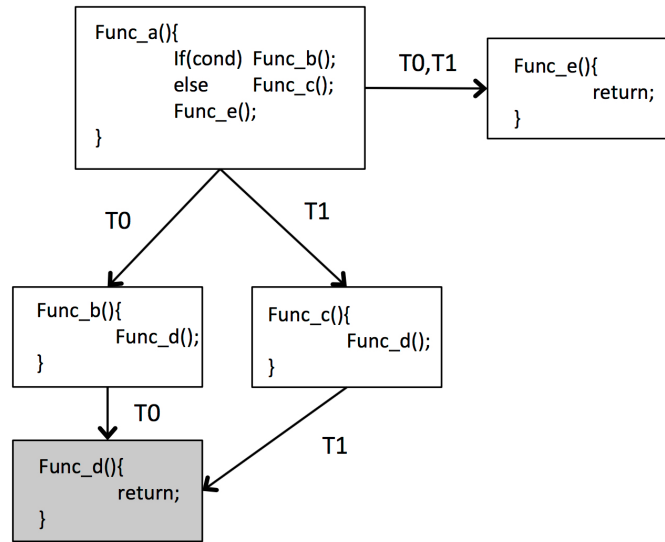 Func_a(){
If(cond) Func_b();
else Func_c();
Func_e();
}
T0,T1
Func_e(){
return;
}
T0
T1
Func_b(){
Func_d();
}
Func_c(){
Func_d();
}
T0
T1
Func_d(){
return;
}